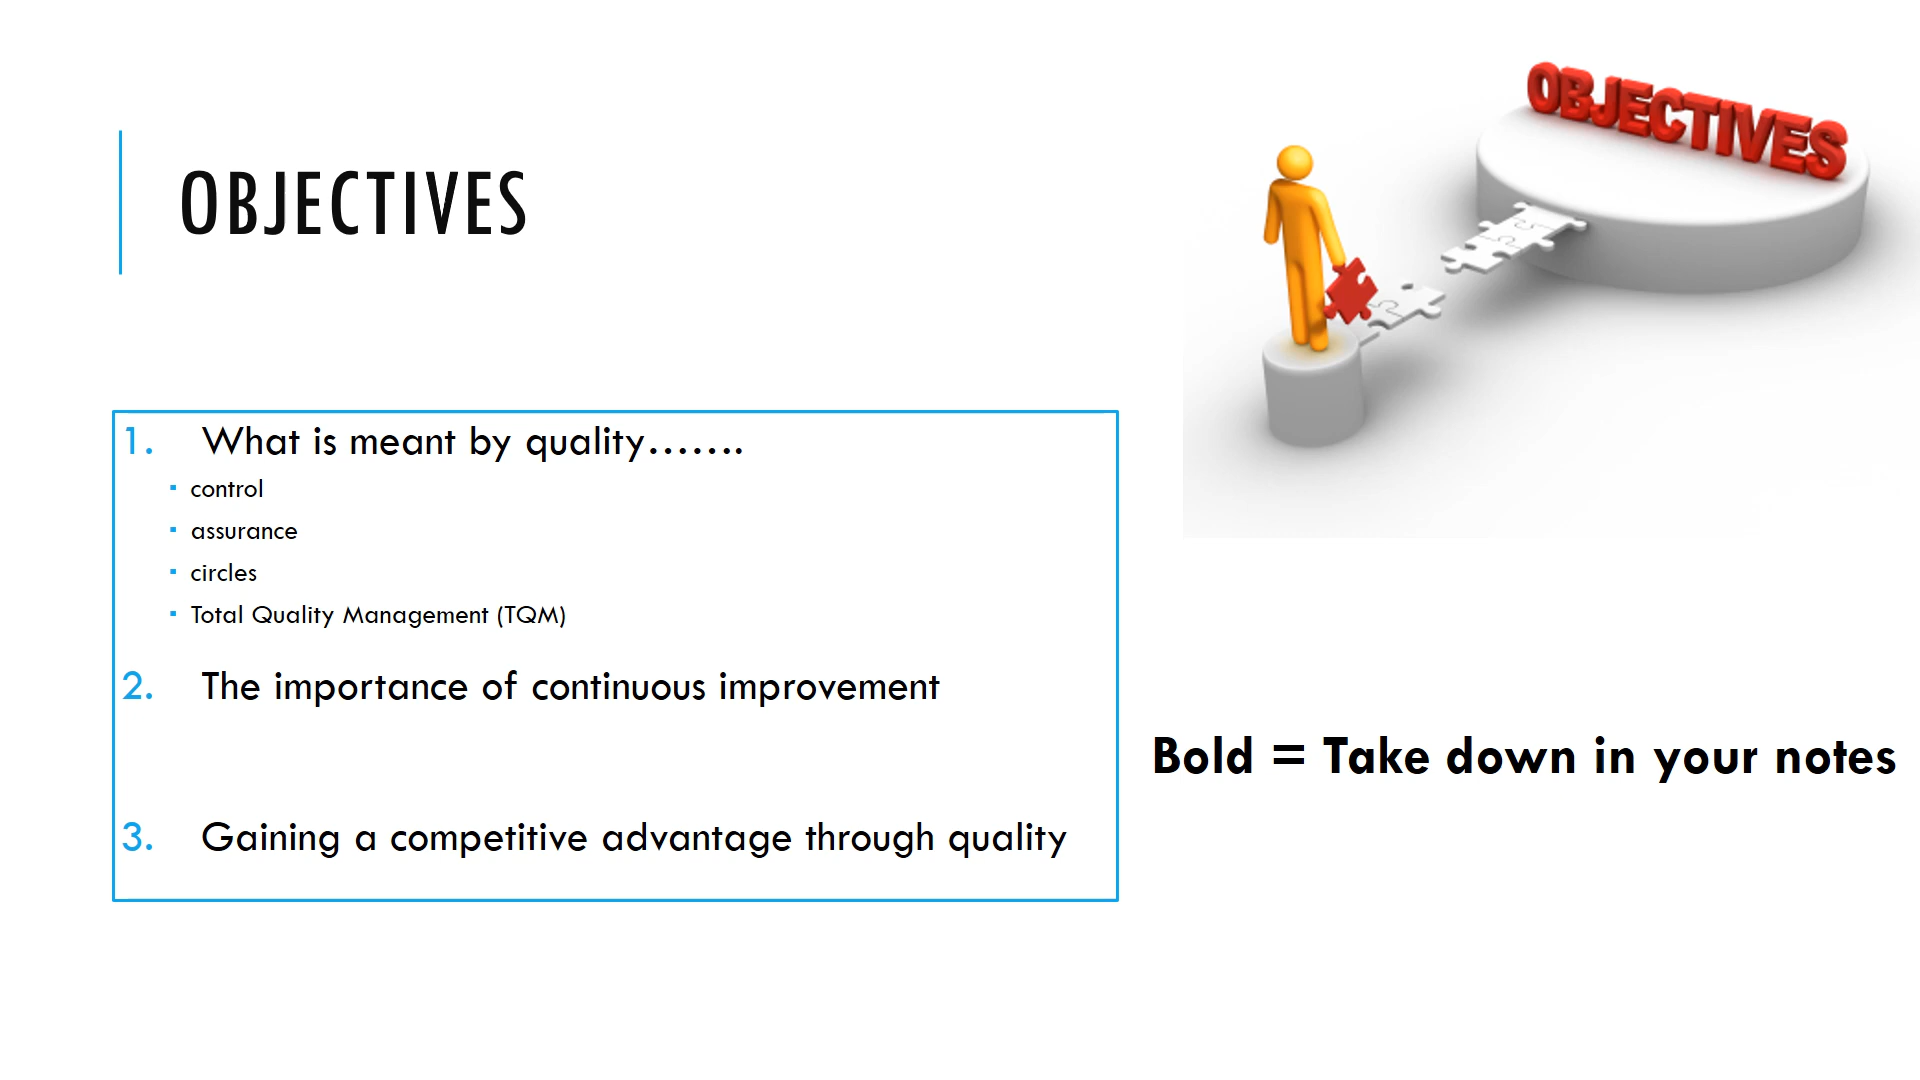 OBJECTIVES
OBJECTIVES
1. What is meant by quality.......
▪ control
▪ assurance
▪ circles
▪ Total Quality Management (TQM)
2. The importance of continuous improvement
Bold = Take down in your notes
3. Gaining a competitive advantage through quality